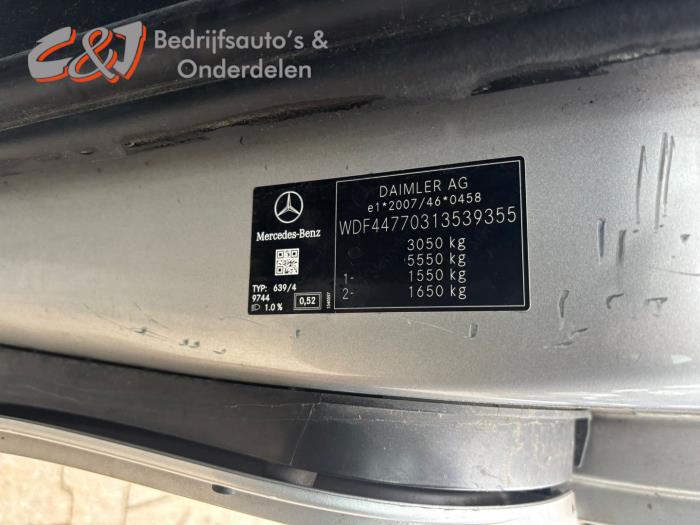 C&J Bedrijfsauto's &
Onderdelen
Mercedes-Benz
TYP: 639/4
9744
1.0 %
0,52
DAIMLER AG
e1*2007/46*0458
WDF44770313539355
3050 kg
5550 kg
1- 1550 kg
2- 1650 kg